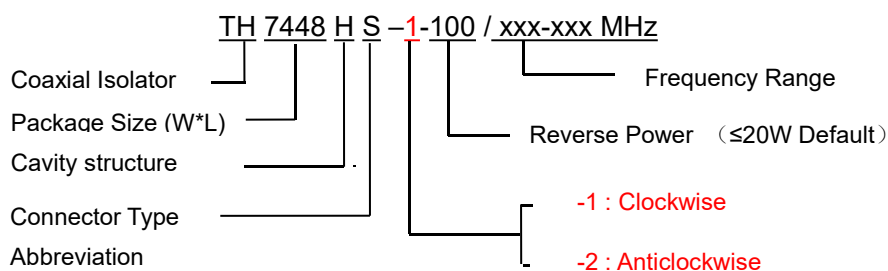 TH 7448 H S –1-100 / xxx-xxx MHz
Coaxial Isolator
Frequency Range
Package Size (W*L)
Reverse Power （≤20W Default）
Cavity structure
-1 : Clockwise
Connector Type
Abbreviation
-2 : Anticlockwise